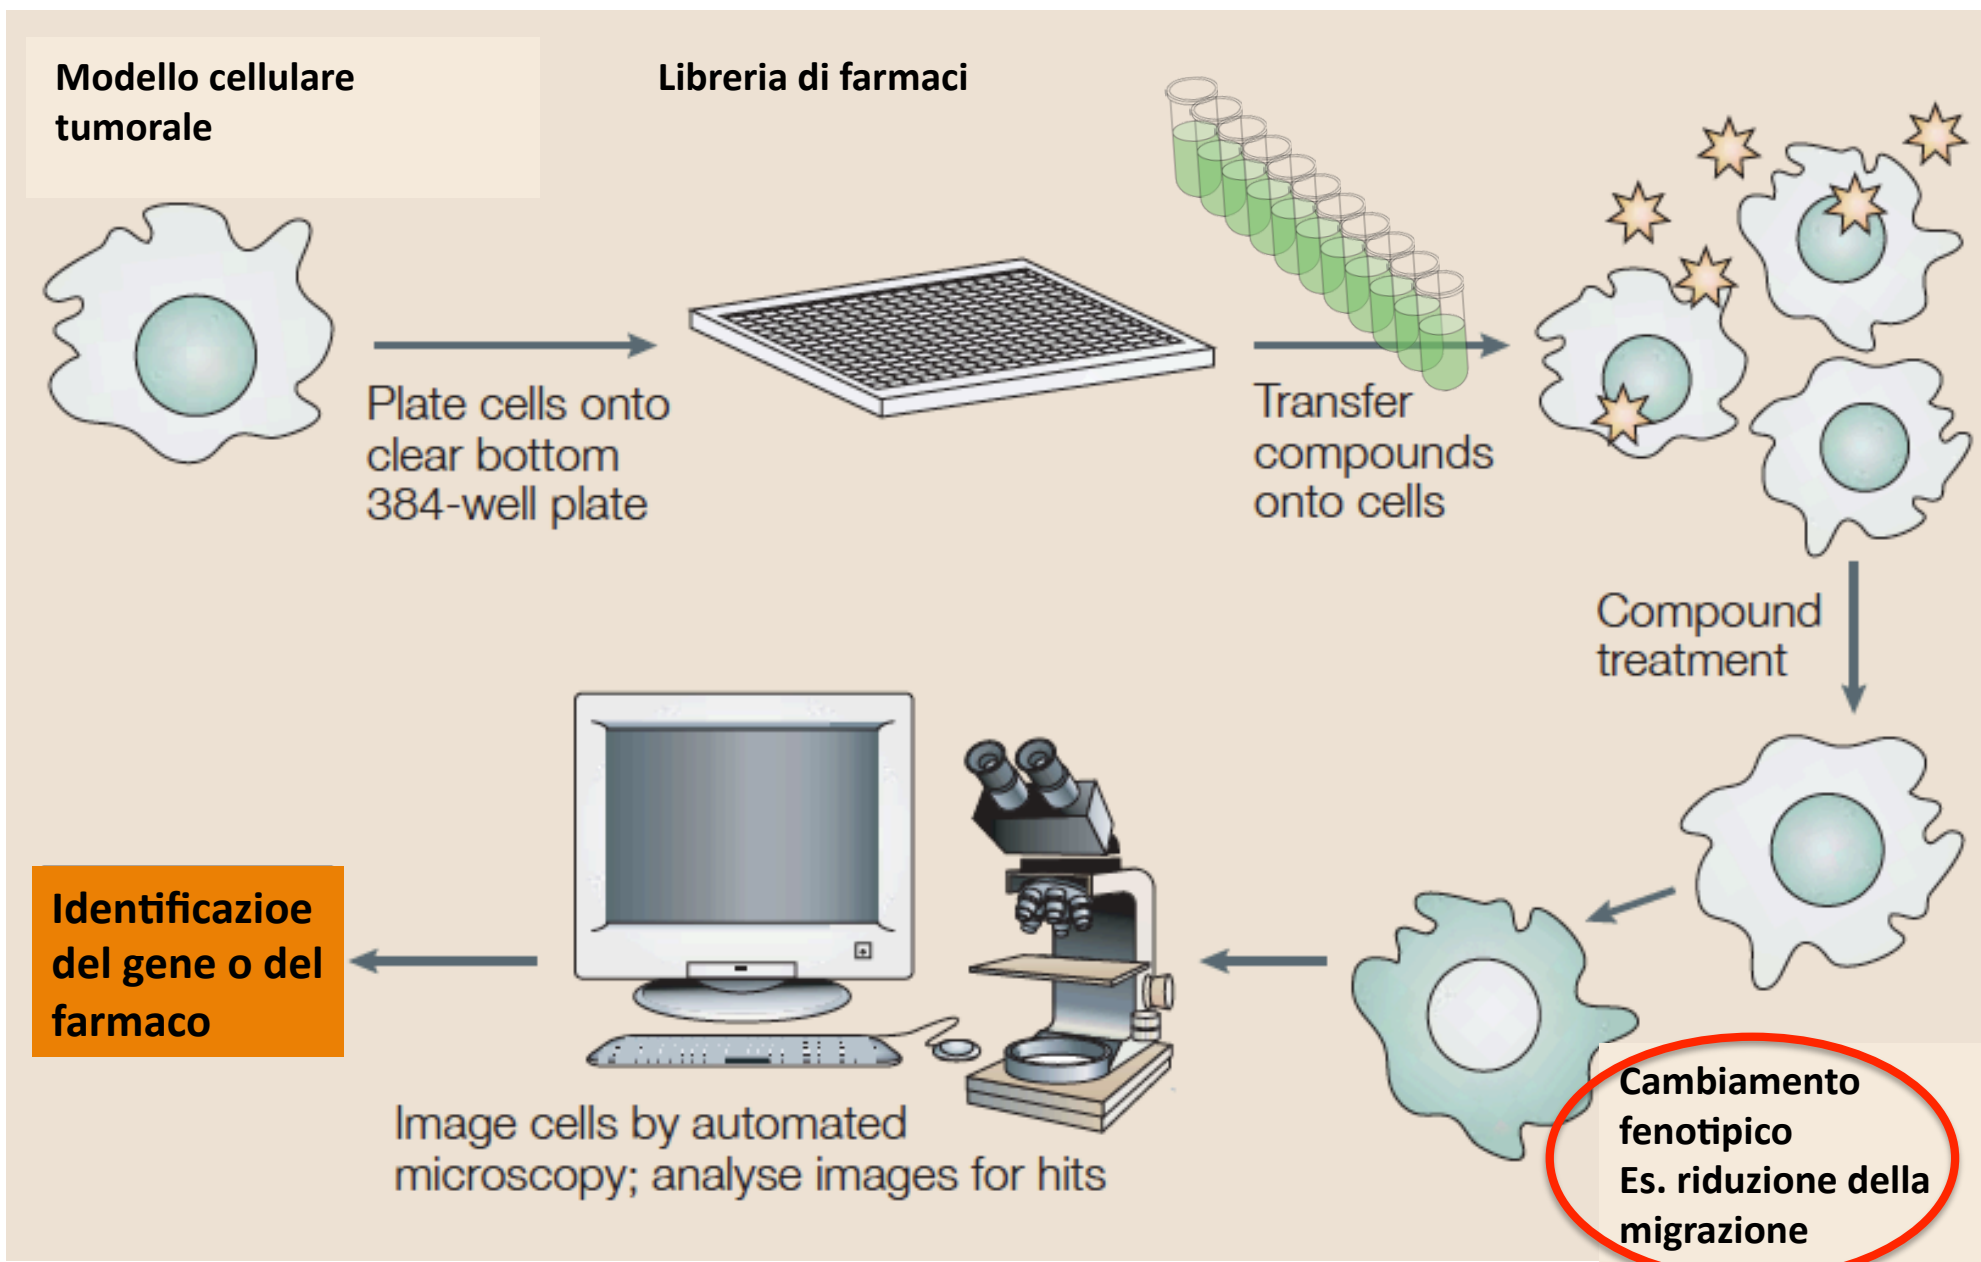 Modello cellulare
tumorale
Libreria di farmaci
Plate cells onto
clear bottom
384-well plate
Transfer
compounds
onto cells
Compound
treatment
Cambiamento
fenotipico
Es. riduzione della
migrazione
Image cells by automated
microscopy; analyse images for hits
Identificazioe
del gene o del
farmaco